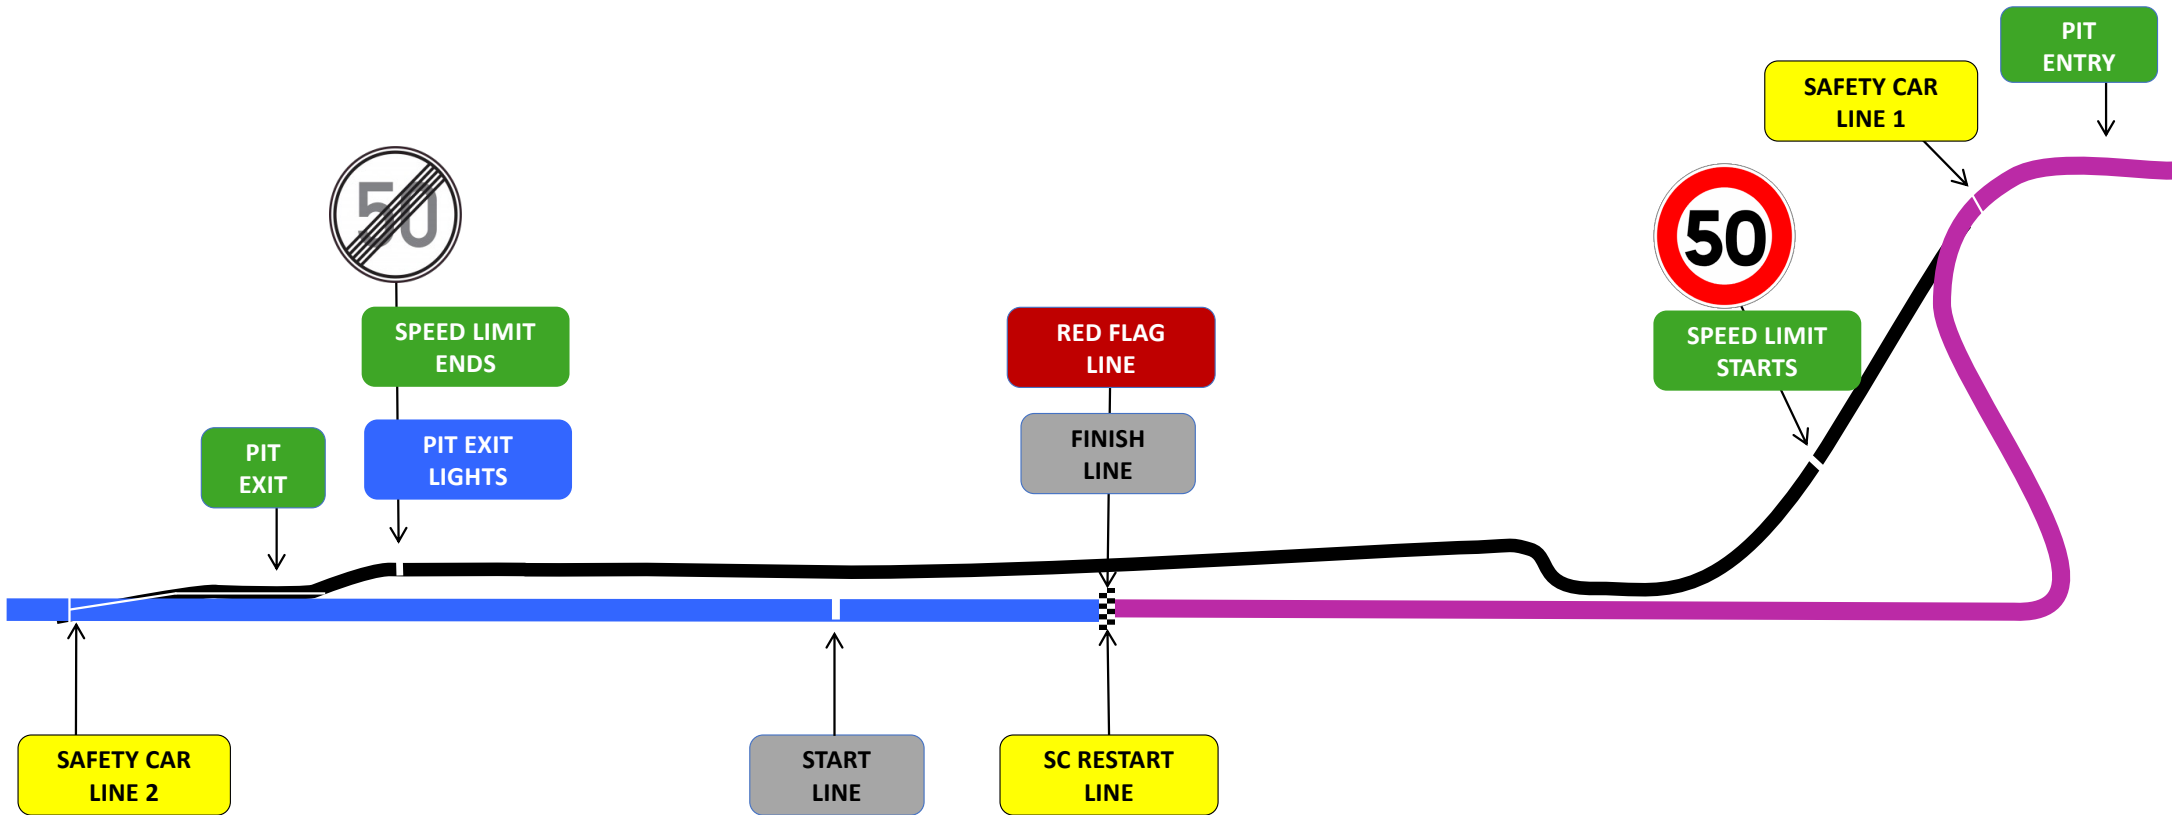 PIT
ENTRY
SAFETY CAR
LINE 1
50
50
SPEED LIMIT
ENDS
RED FLAG
LINE
SPEED LIMIT
STARTS
PIT
EXIT
PIT EXIT
LIGHTS
FINISH
LINE
SAFETY CAR
LINE 2
START
LINE
SC RESTART
LINE